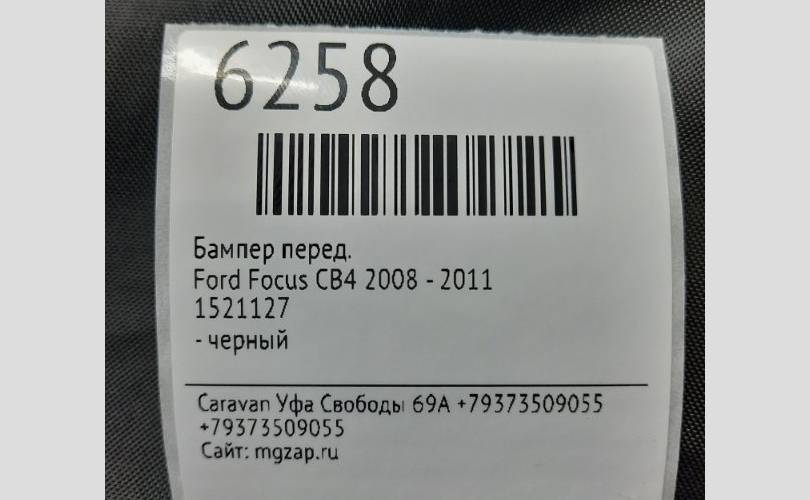 6258
Бампер перед.
Ford Focus CB4 2008 - 2011
1521127
- черный
Caravan Уфа Свободы 69А +79373509055
+79373509055
Сайт: mgzap.ru